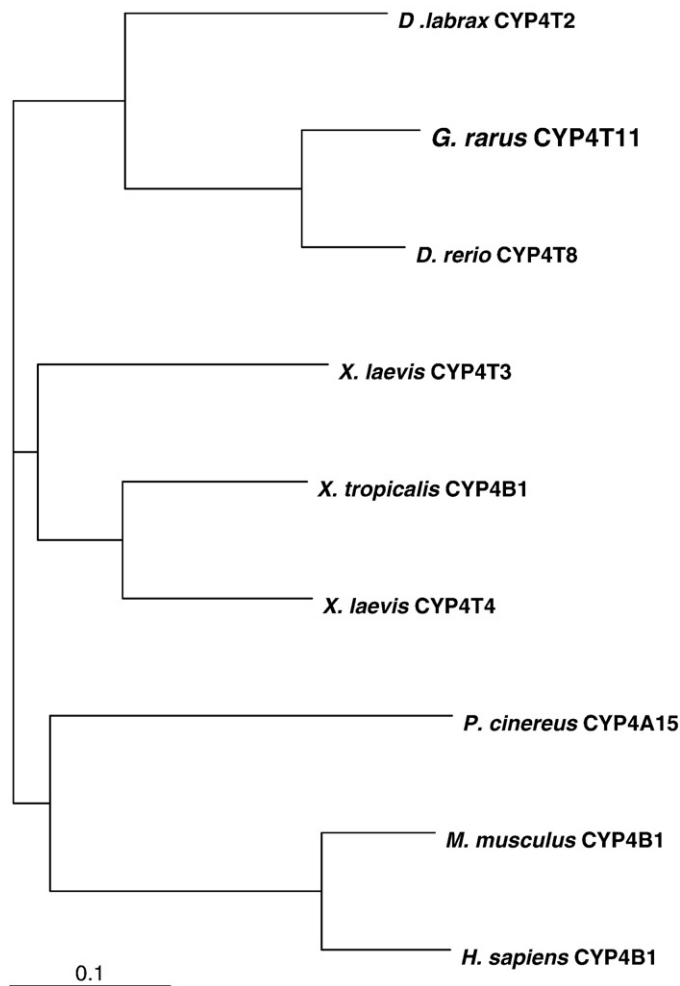 D .labrax CYP4T2
G. rarus CYP4T11
D. rerio CYP4T8
X. laevis CYP4T3
X. tropicalis CYP4B1
X. laevis CYP4T4
P. cinereus CYP4A15
M. musculus CYP4B1
H. sapiens CYP4B1
0.1